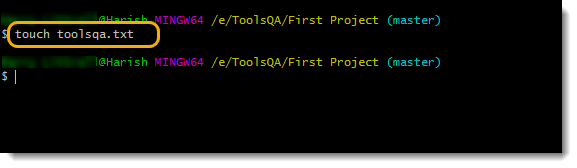 @Harish MINGW64 /e/ToolsQA/First Project (master)
$ touch toolsqa.txt
@Harish MINGW64 /e/ToolsQA/First Project (master)
$